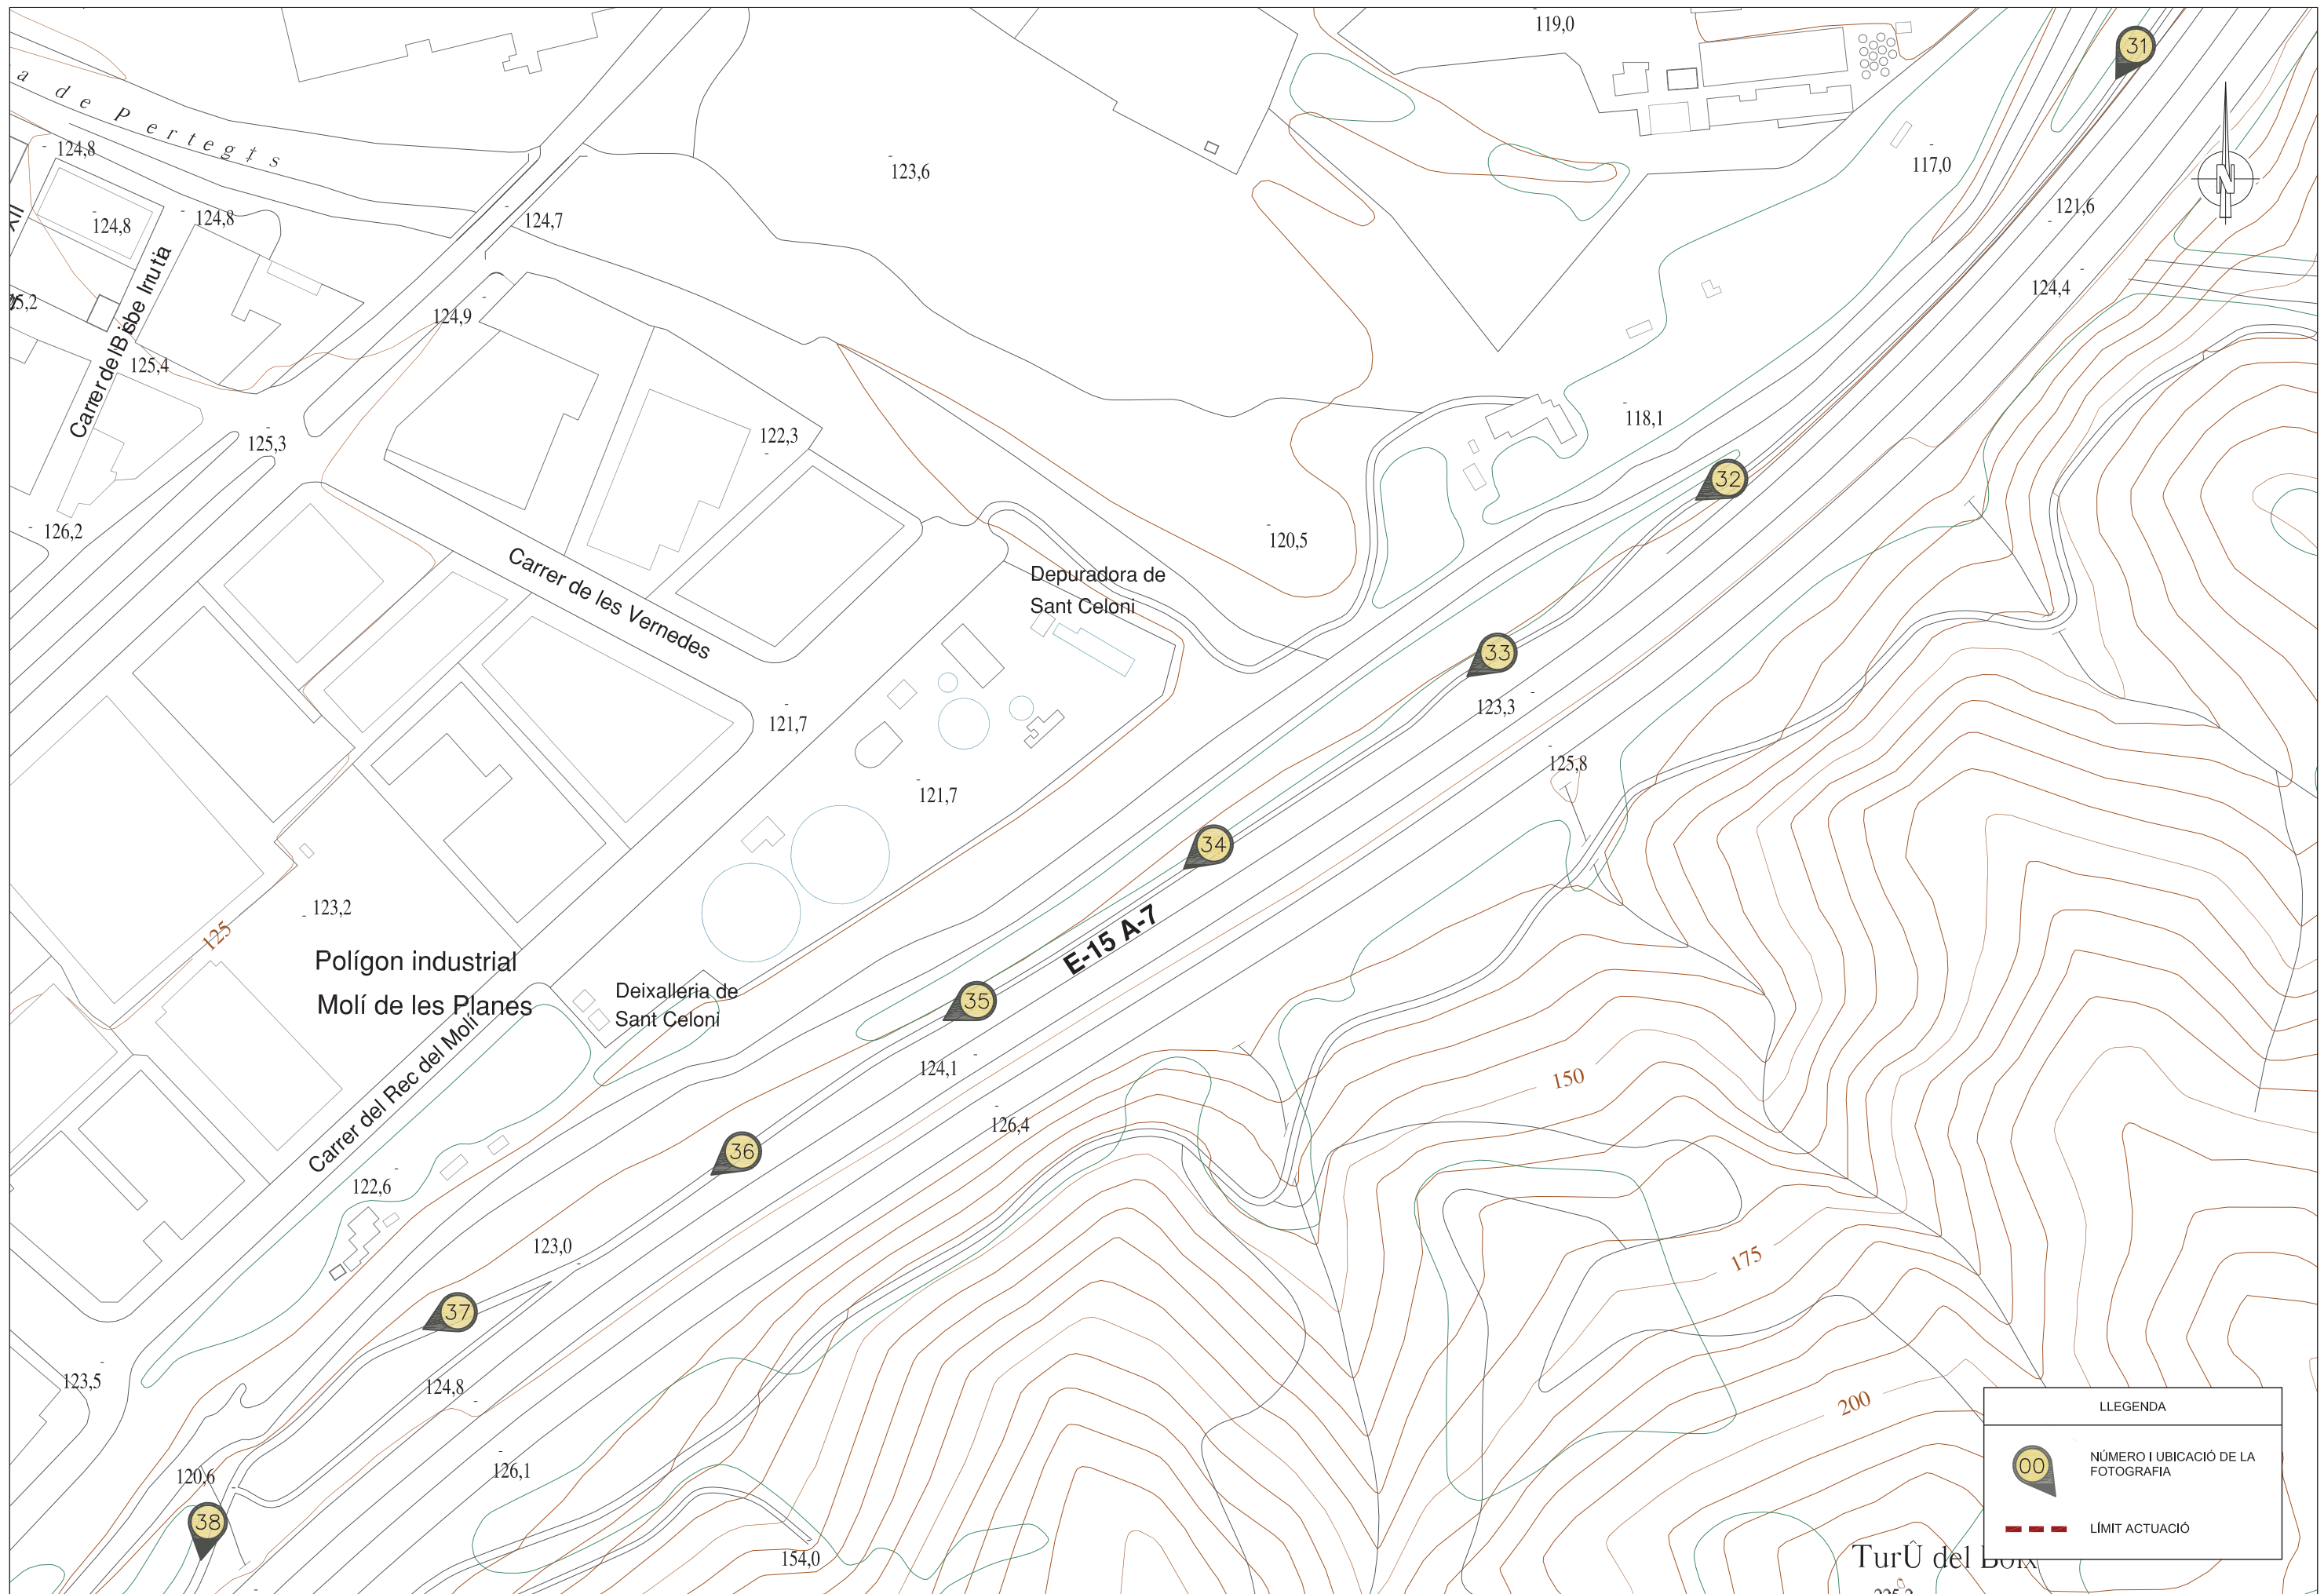 119,0
31
a de Pertegàs
124,8
123,6
117,0
124,8
124,8
124,7
121,6
N
XII
Carrer del Bisbe Irrutia
124,9
124,4
125,4
122,3
118,1
125,3
32
126,2
120,5
Carrer de les Vernedes
Depuradora de
Sant Celoni
33
123,3
121,7
125,8
121,7
34
123,2
125
E-15 A-7
Polígon industrial
Molí de les Planes
Deixalleria de
Sant Celoni
35
Carrer del Rec del Molí
124,1
150
126,4
36
122,6
123,0
175
37
123,5
124,8
200
LLEGENDA
126,1
120,6
00
NÚMERO I UBICACIÓ DE LA
FOTOGRAFIA
38
LÍMIT ACTUACIÓ
154,0
TurÛ del Boix